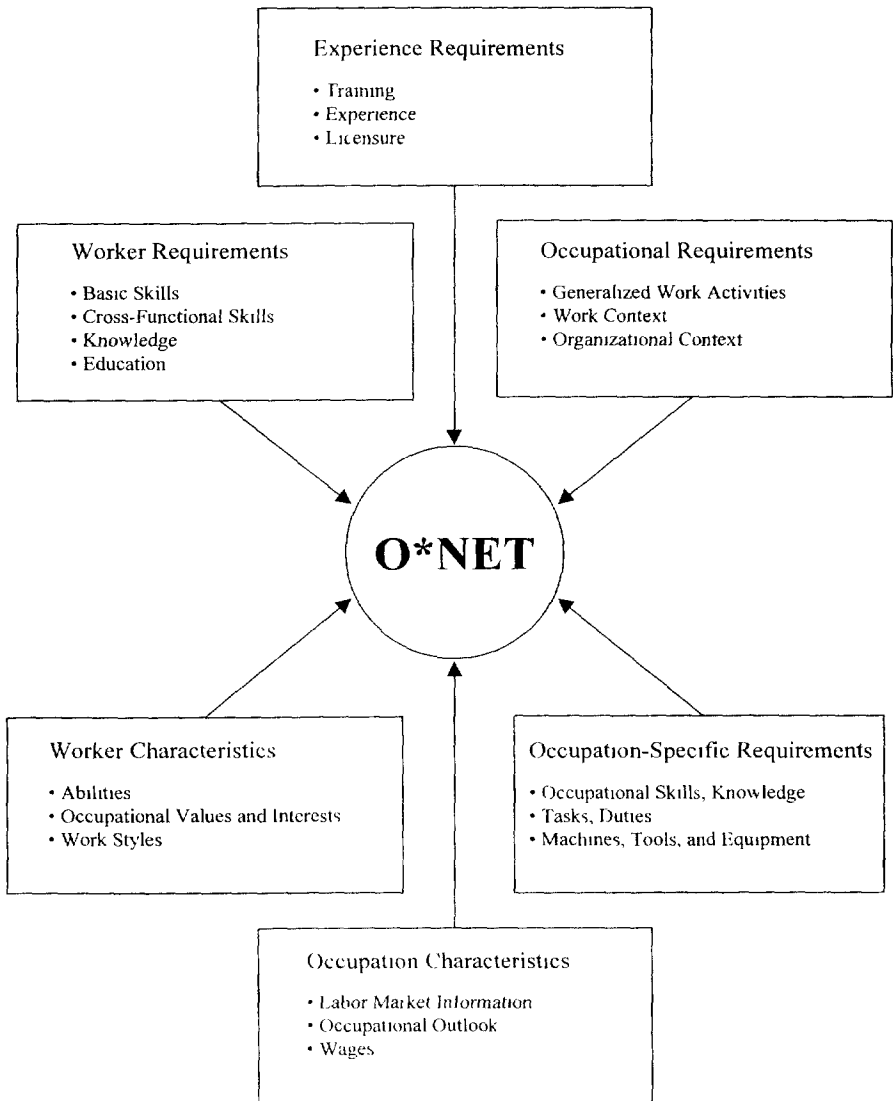 Experience Requirements
• Training
• Experience
• Licensure
Worker Requirements
• Basic Skills
• Cross-Functional Skills
• Knowledge
• Education
Occupational Requirements
• Generalized Work Activities
• Work Context
• Organizational Context
O*NET
Worker Characteristics
• Abilities
• Occupational Values and Interests
• Work Styles
Occupation-Specific Requirements
• Occupational Skills, Knowledge
• Tasks, Duties
• Machines, Tools, and Equipment
Occupation Characteristics
• Labor Market Information
• Occupational Outlook
• Wages